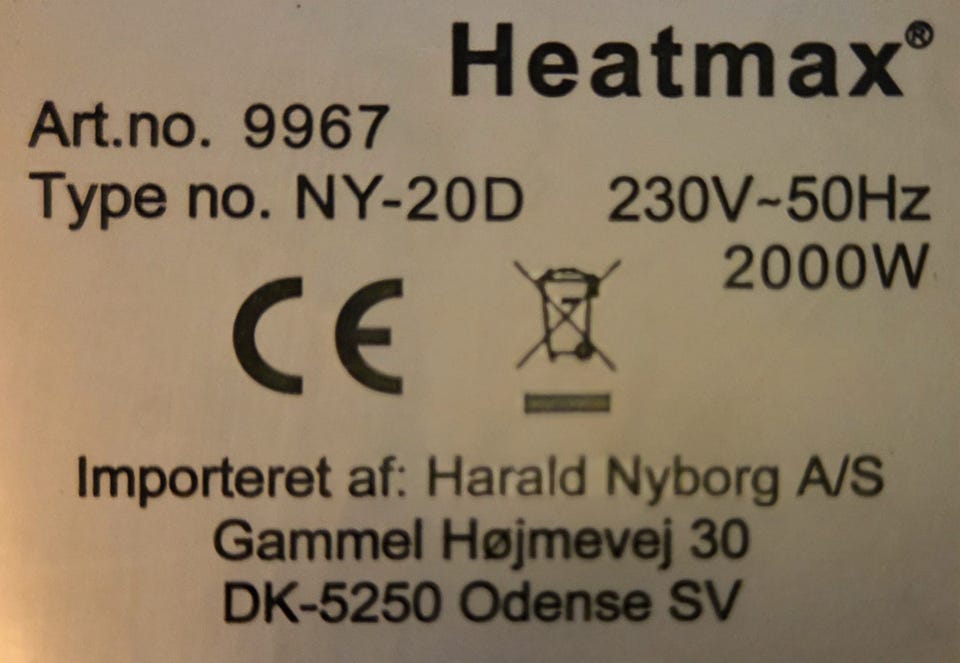 Heatmax®
Art.no. 9967
Type no. NY-20D 230V~50Hz
2000W
CE
Importeret af: Harald Nyborg A/S
Gammel Højmevej 30
DK-5250 Odense SV